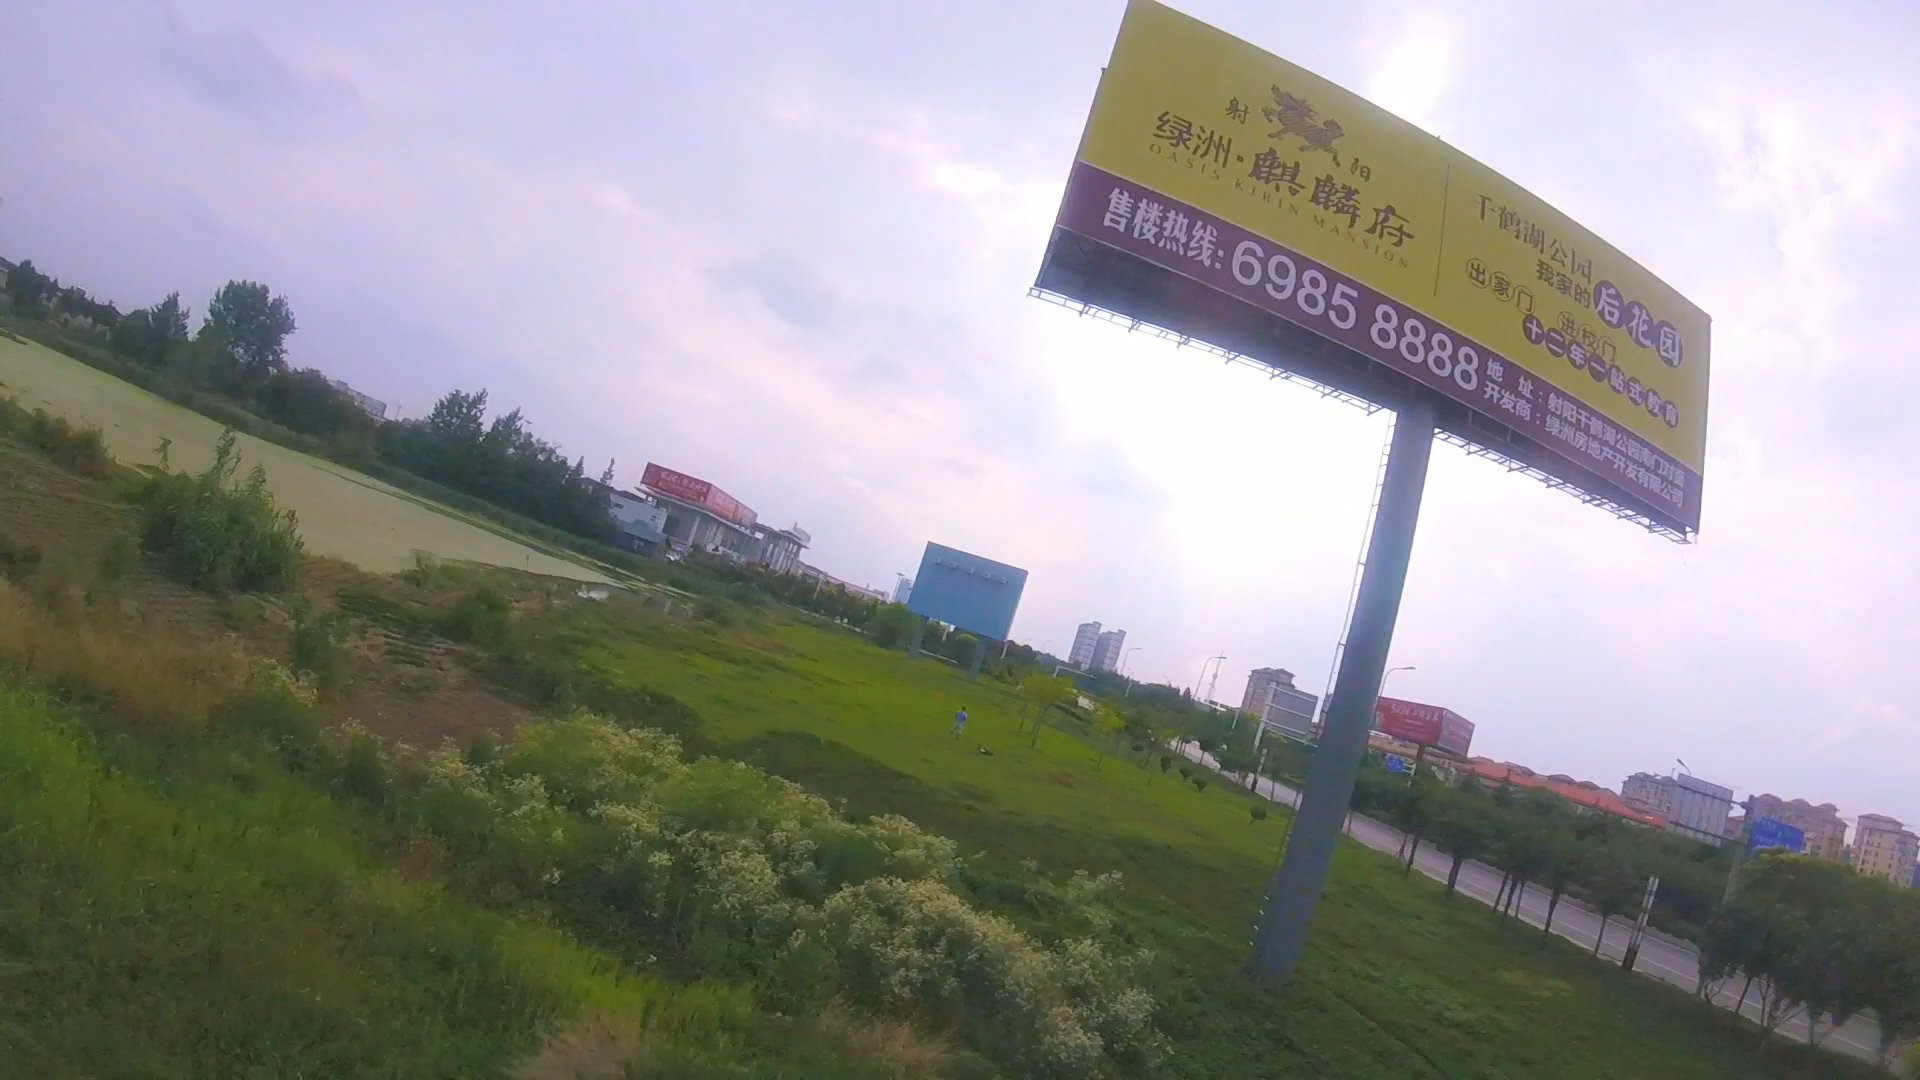 射阳
绿洲·麒麟府
OASIS KIRIN MANSION
售楼热线:6985 8888
千鹤湖公园
我家的后花园
出家门 进校门
十二年一站式教育
地 址:射阳千鹤湖公园南门对面
开发商:绿洲房地产开发有限公司